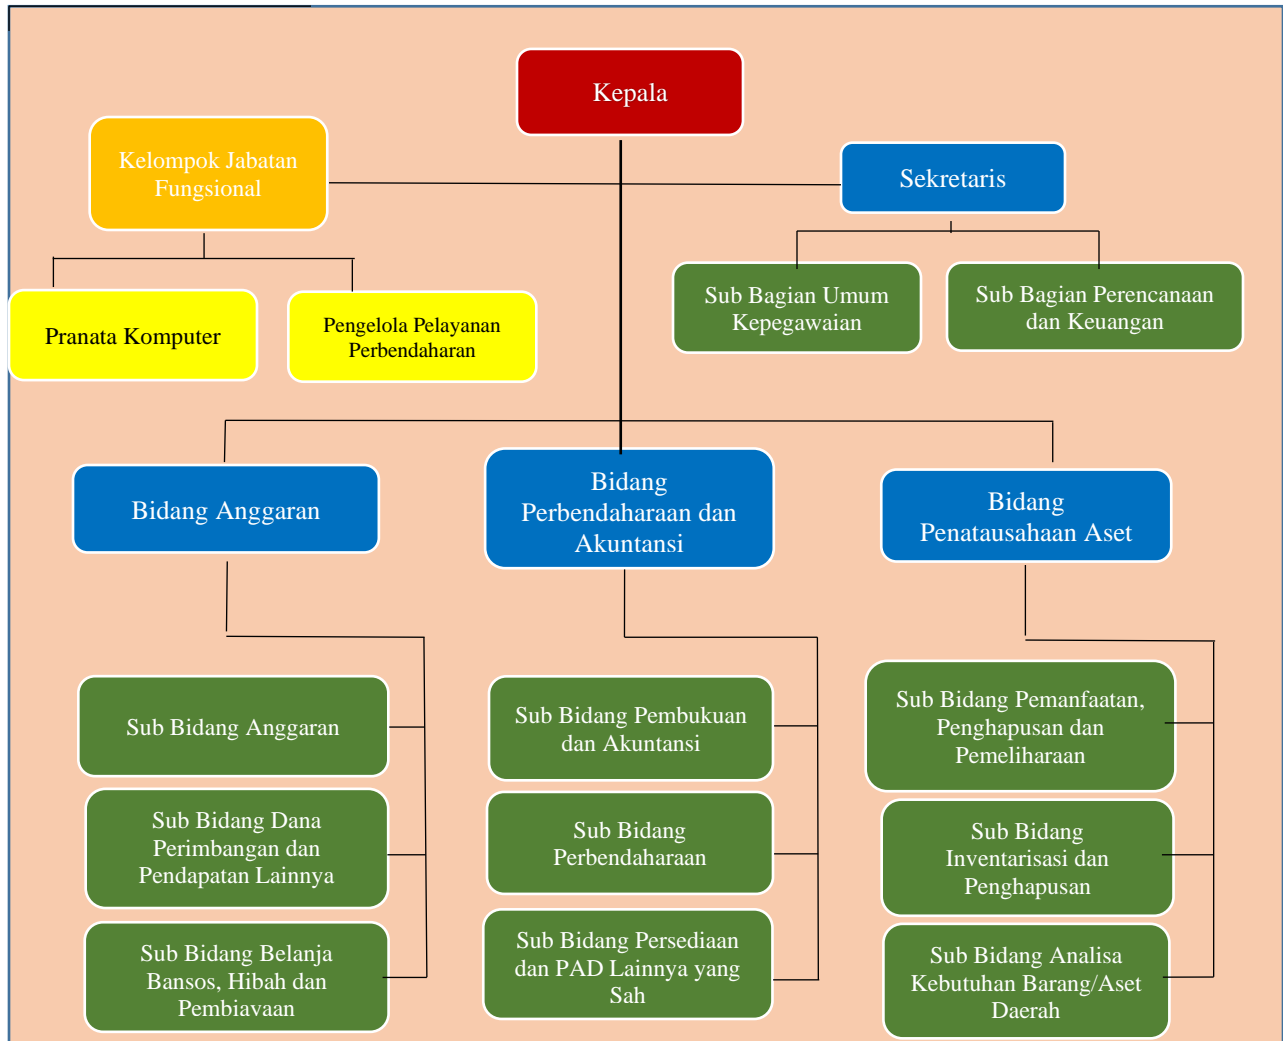 Kepala
Kelompok Jabatan
Fungsional
Sekretaris
Pranata Komputer
Pengelola Pelayanan
Perbendaharan
Sub Bagian Umum
Kepegawaian
Sub Bagian Perencanaan
dan Keuangan
Bidang Anggaran
Bidang
Perbendaharaan dan
Akuntansi
Bidang
Penatausahaan Aset
Sub Bidang Anggaran
Sub Bidang Dana
Perimbangan dan
Pendapatan Lainnya
Sub Bidang Belanja
Bansos, Hibah dan
Pembiavaan
Sub Bidang Pembukuan
dan Akuntansi
Sub Bidang
Perbendaharaan
Sub Bidang Persediaan
dan PAD Lainnya yang
Sah
Sub Bidang Pemanfaatan,
Penghapusan dan
Pemeliharaan
Sub Bidang
Inventarisasi dan
Penghapusan
Sub Bidang Analisa
Kebutuhan Barang/Aset
Daerah